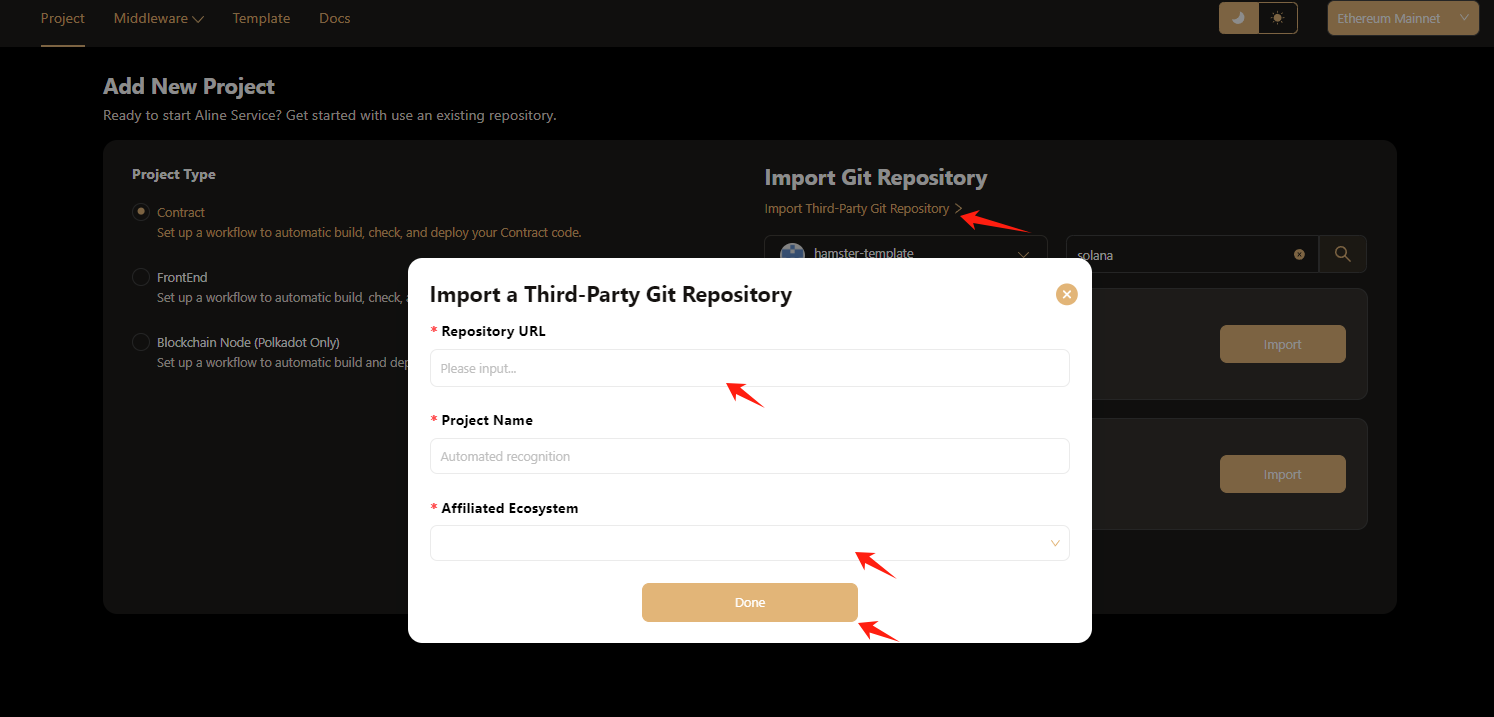 Project Middleware Template Docs
Ethereum Mainnet
Add New Project
Ready to start Aline Service? Get started with use an existing repository.
Project Type
Contract
Set up a workflow to automatic build, check, and deploy your Contract code.
FrontEnd
Set up a workflow to automatic build, check,
Blockchain Node (Polkadot Only)
Set up a workflow to automatic build and
Import Git Repository
Import Third-Party Git Repository
hamster-template
solana
Import
Import
Import a Third-Party Git Repository
* Repository URL
Please input...
* Project Name
Automated recognition
* Affiliated Ecosystem
Done